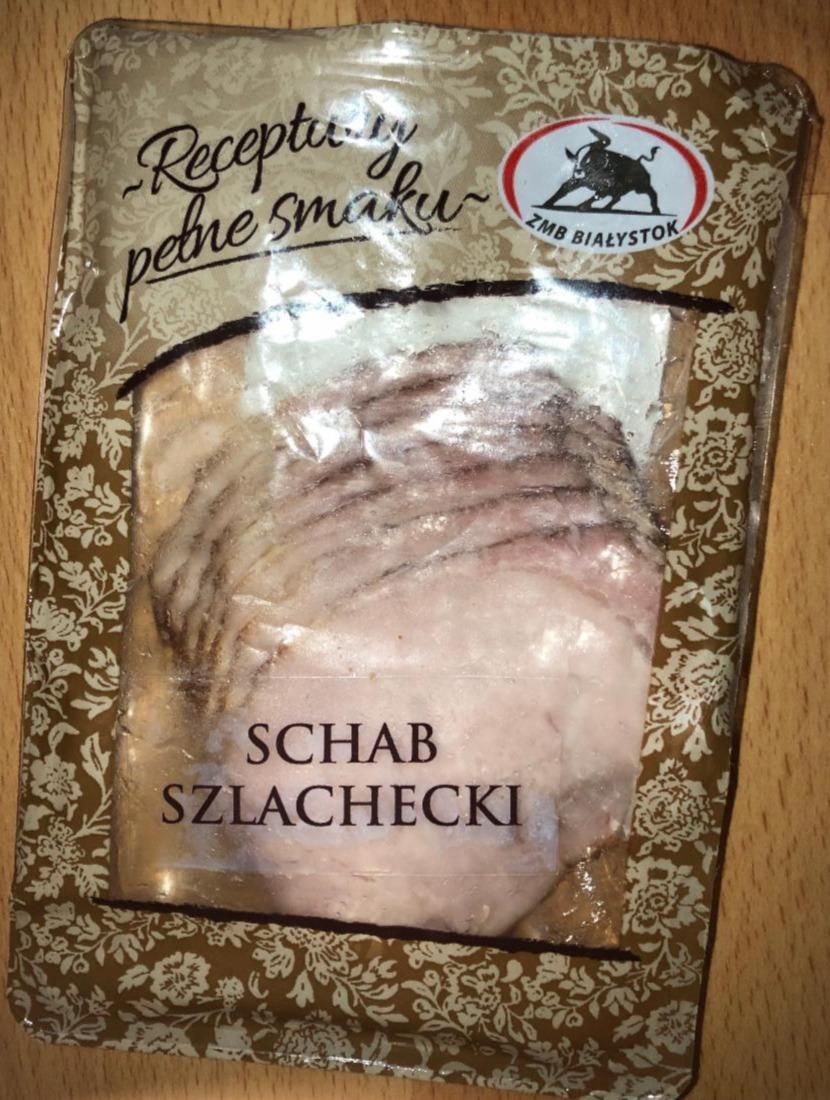 ~Receptury
pełne smaku~
ZMB BIAŁYSTOK
SCHAB
SZLACHECKI